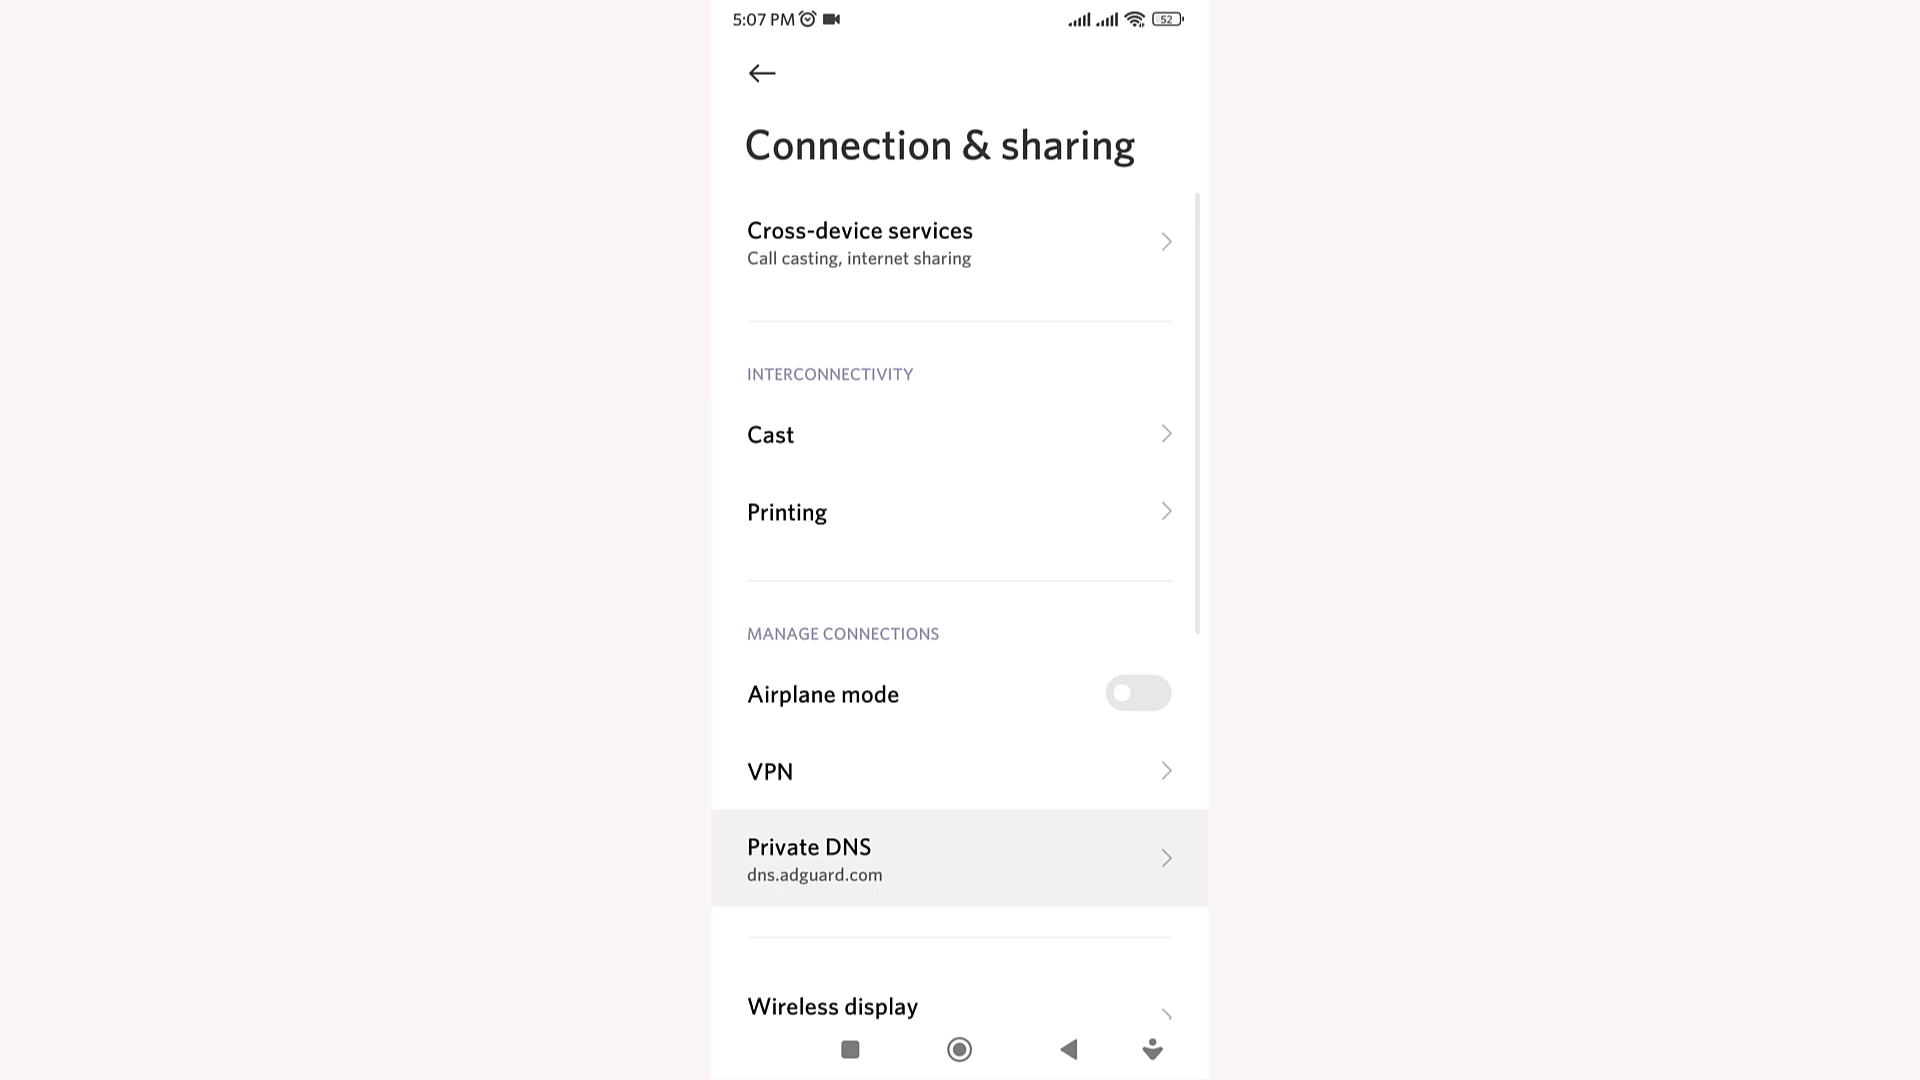 5:07 PM
52
Connection & sharing
Cross-device services
Call casting, internet sharing
INTERCONNECTIVITY
Cast
Printing
MANAGE CONNECTIONS
Airplane mode
VPN
Private DNS
dns.adguard.com
Wireless display